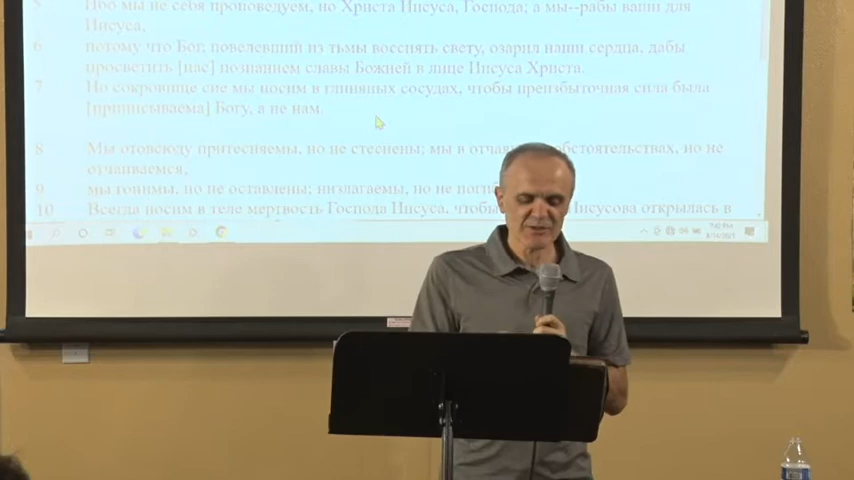 5 Ибо мы не себя проповедуем, но Христа Иисуса, Господа; а мы--рабы ваши для
Иисуса,
6 потому что Бог, повелевший из тьмы воссиять свету, озарил наши сердца, дабы
просветить [нас] познанием славы Божией в лице Иисуса Христа.
7 Но сокровище сие мы носим в глиняных сосудах, чтобы преизбыточная сила была
[приписываема] Богу, а не нам.
8 Мы отовсюду притесняемы, но не стеснены; мы в отчаянных обстоятельствах, но не
отчаиваемся,
9 мы гонимы, но не оставлены; низлагаемы, но не
10 Всегда носим в теле мертвость Господа Иисуса, чтобы Иисусова открылась в